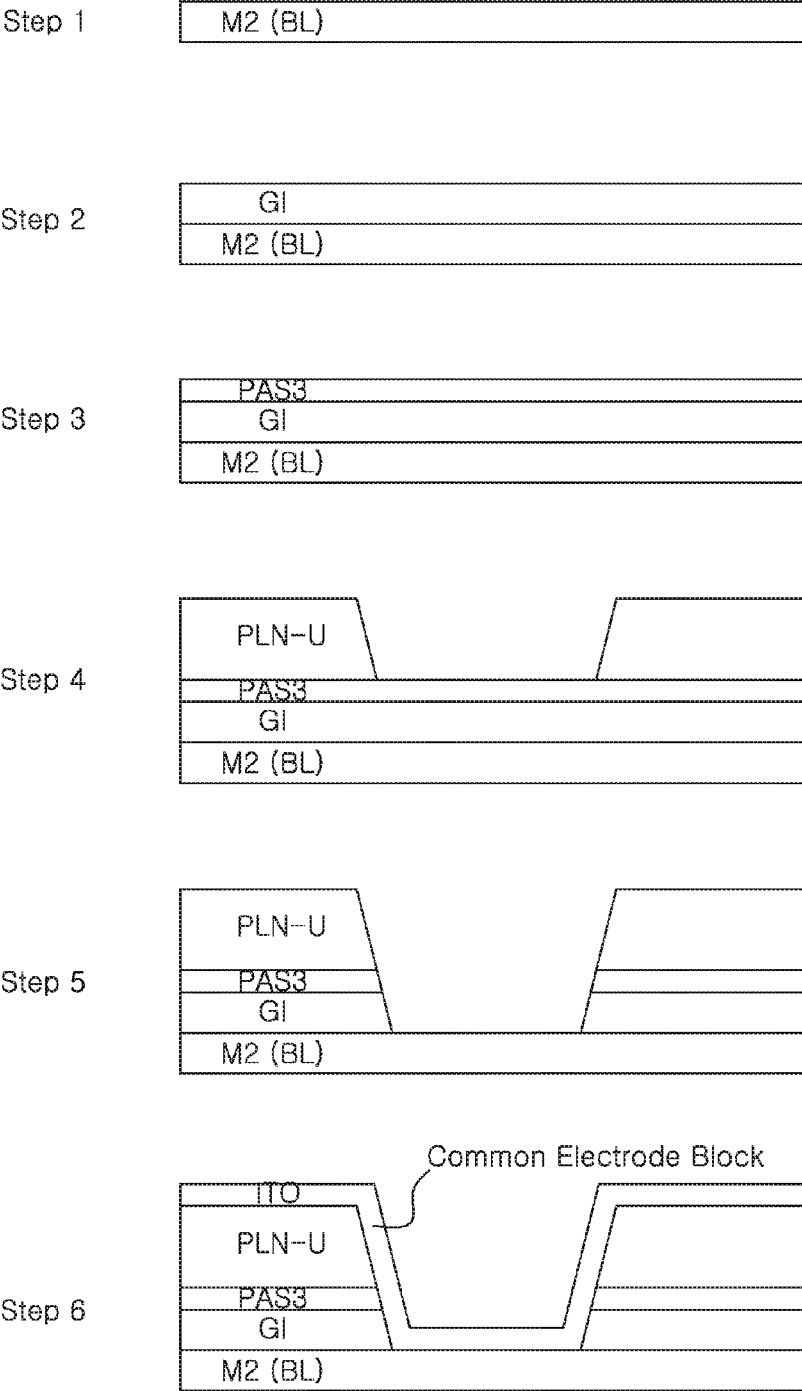 Step 1
M2 (BL)
Step 2
GI
M2 (BL)
Step 3
PAS3
GI
M2 (BL)
Step 4
PLN-U
PAS3
GI
M2 (BL)
Step 5
PLN-U
PAS3
GI
M2 (BL)
Step 6
Common Electrode Block
ITO
PLN-U
PAS3
GI
M2 (BL)